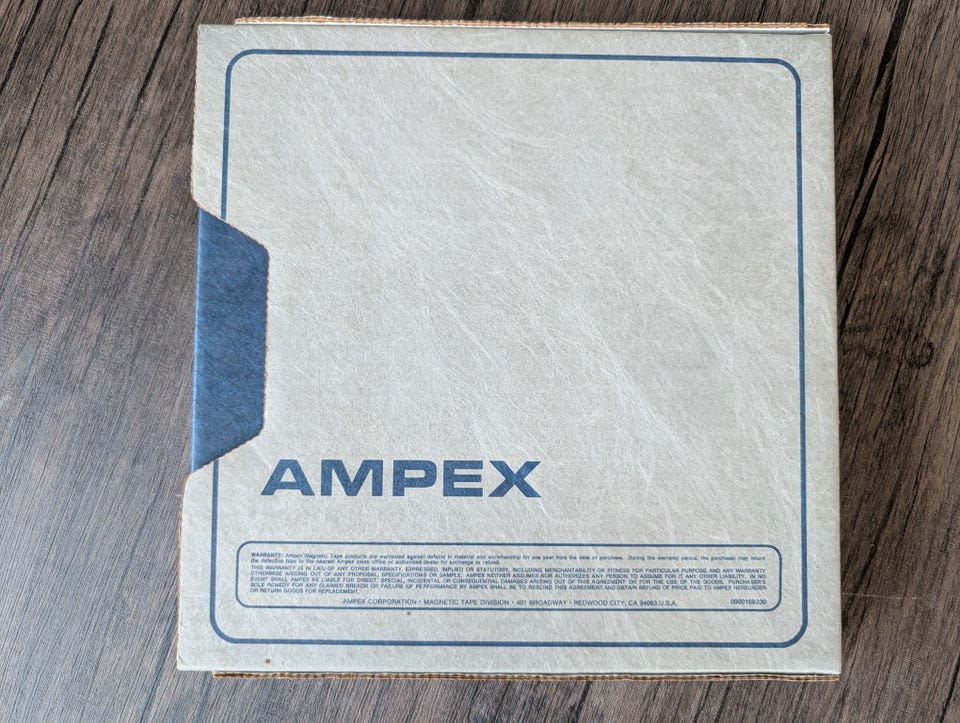 AMPEX
WARRANTY: Ampex Magnetic Tape products are warranted against defects in material and workmanship for one year from the date of purchase. During the warranty period, the purchaser may return
the defective tape to the nearest Ampex sales office or authorized dealer for exchange or refund.
THIS WARRANTY IS IN LIEU OF ANY OTHER WARRANTY, EXPRESSED, IMPLIED OR STATUTORY, INCLUDING MERCHANTABILITY OR FITNESS FOR PARTICULAR PURPOSE AND ANY WARRANTY
OTHERWISE ARISING OUT OF ANY PROPOSAL, SPECIFICATIONS OR SAMPLE. AMPEX NEITHER ASSUMES NOR AUTHORIZES ANY PERSON TO ASSUME FOR IT ANY OTHER LIABILITY. IN NO
EVENT SHALL AMPEX BE LIABLE FOR DIRECT, SPECIAL, INCIDENTAL OR CONSEQUENTIAL DAMAGES ARISING OUT OF THIS AGREEMENT OR FOR THE USE OF THE GOODS. PURCHASER'S
SOLE REMEDY FOR ANY CLAIMED BREACH OR FAILURE OF PERFORMANCE BY AMPEX SHALL BE TO RESCIND THIS AGREEMENT AND OBTAIN REFUND OF PRICE PAID TO AMPEX HEREUNDER
OR RETURN GOODS FOR REPLACEMENT.
AMPEX CORPORATION • MAGNETIC TAPE DIVISION • 401 BROADWAY • REDWOOD CITY, CA 94063 U.S.A. 0000169200